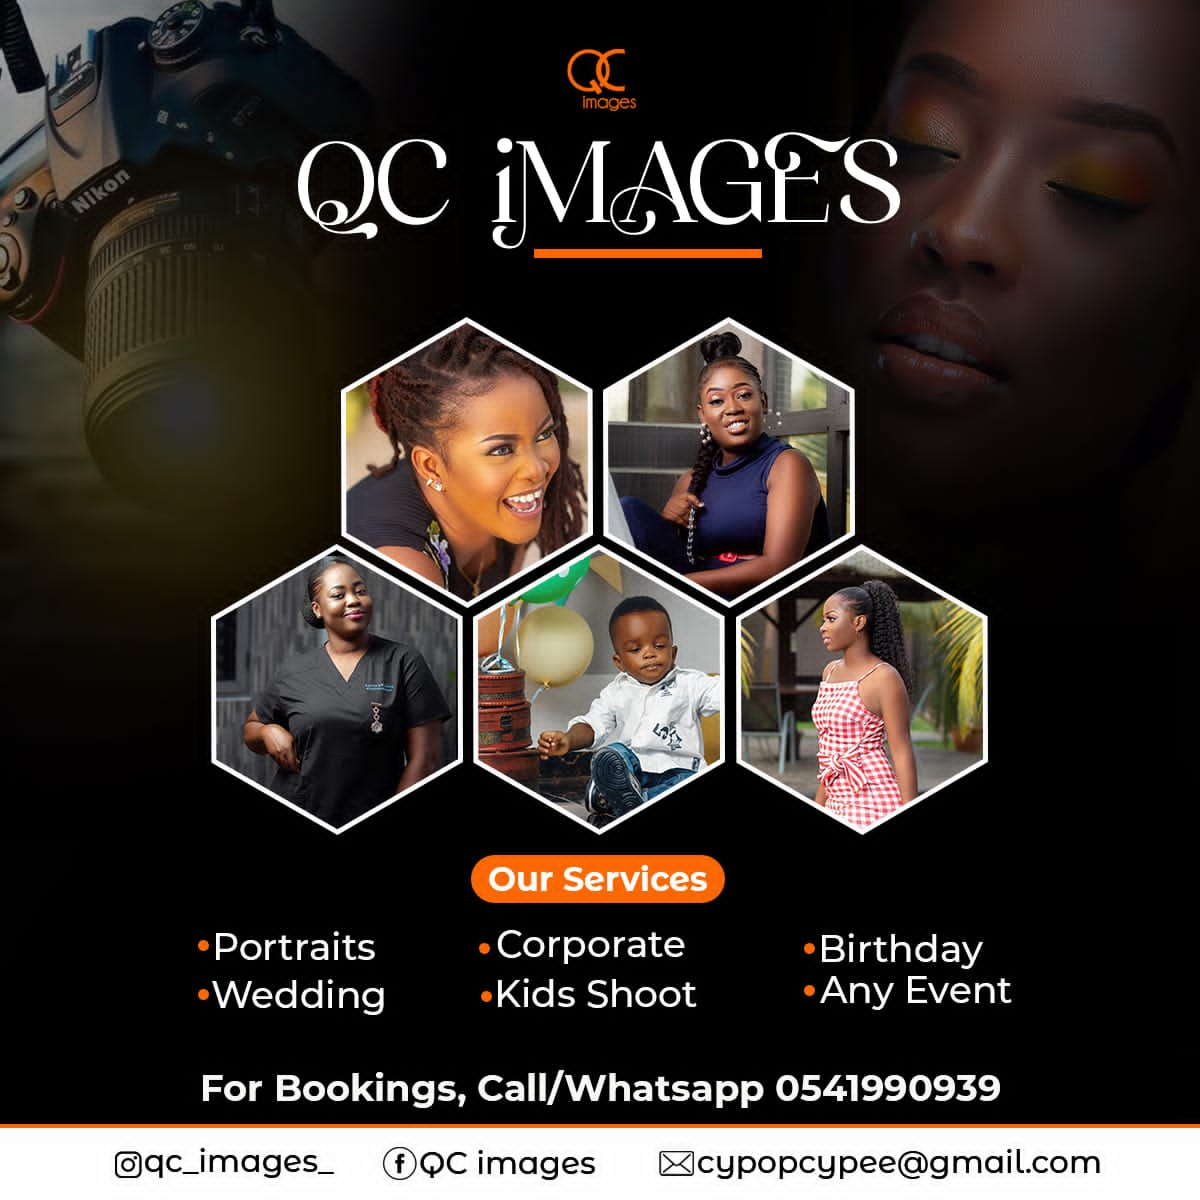 QC
images
QC iMAGES
Nikon
Our Services
•Portraits
•Corporate
•Birthday
•Wedding
•Kids Shoot
•Any Event
For Bookings, Call/Whatsapp 0541990939
qc_images_
QC images
cypopcypee@gmail.com